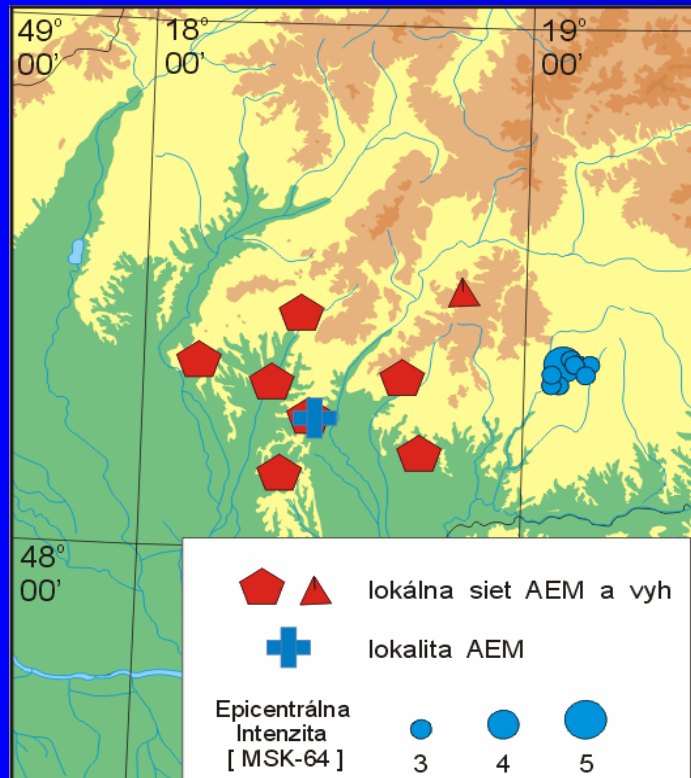 49°
00'
18°
00'
19°
00'
48°
00'
lokálna siet AEM a vyh
lokalita AEM
Epicentrálna
Intenzita
[ MSK-64 ]
3 4 5